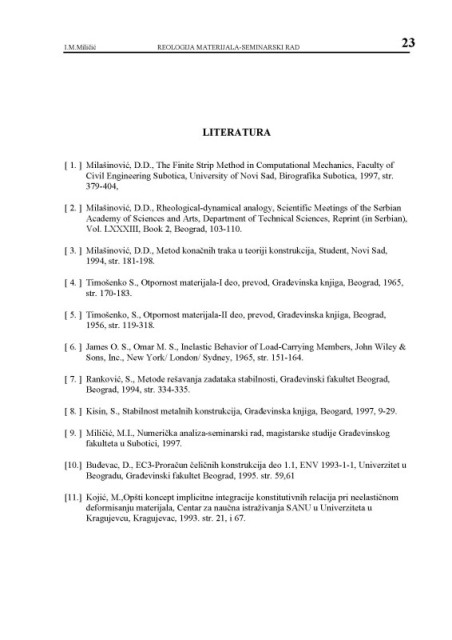 I.M.Miličić REOLOGIJA MATERIJALA-SEMINARSKI RAD 23
LITERATURA
[ 1. ] Milašinović, D.D., The Finite Strip Method in Computational Mechanics, Faculty of
Civil Engineering Subotica, University of Novi Sad, Birografika Subotica, 1997, str.
379-404,
[ 2. ] Milašinović, D.D., Rheological-dynamical analogy, Scientific Meetings of the Serbian
Academy of Sciences and Arts, Department of Technical Sciences, Reprint (in Serbian),
Vol. LXXXIII, Book 2, Beograd, 103-110.
[ 3. ] Milašinović, D.D., Metod konačnih traka u teoriji konstrukcija, Student, Novi Sad,
1994, str. 181-198.
[ 4. ] Timošenko S., Otpornost materijala-I deo, prevod, Građevinska knjiga, Beograd, 1965,
str. 170-183.
[ 5. ] Timošenko, S., Otpornost materijala-II deo, prevod, Građevinska knjiga, Beograd,
1956, str. 119-318.
[ 6. ] James O. S., Omar M. S., Inelastic Behavior of Load-Carrying Members, John Wiley &
Sons, Inc., New York/ London/ Sydney, 1965, str. 151-164.
[ 7. ] Ranković, S., Metode rešavanja zadataka stabilnosti, Građevinski fakultet Beograd,
Beograd, 1994, str. 334-335.
[ 8. ] Kisin, S., Stabilnost metalnih konstrukcija, Građevinska knjiga, Beogard, 1997, 9-29.
[ 9. ] Miličić, M.I., Numerička analiza-seminarski rad, magistarske studije Građevinskog
fakulteta u Subotici, 1997.
[10.] Buđevac, D., EC3-Proračun čeličnih konstrukcija deo 1.1, ENV 1993-1-1, Univerzitet u
Beogradu, Građevinski fakultet Beograd, 1995. str. 59,61
[11.] Kojić, M.,Opšti koncept implicitne integracije konstitutivnih relacija pri neelastičnom
deformisanju materijala, Centar za naučna istraživanja SANU u Univerziteta u
Kragujevcu, Kragujevac, 1993. str. 21, i 67.